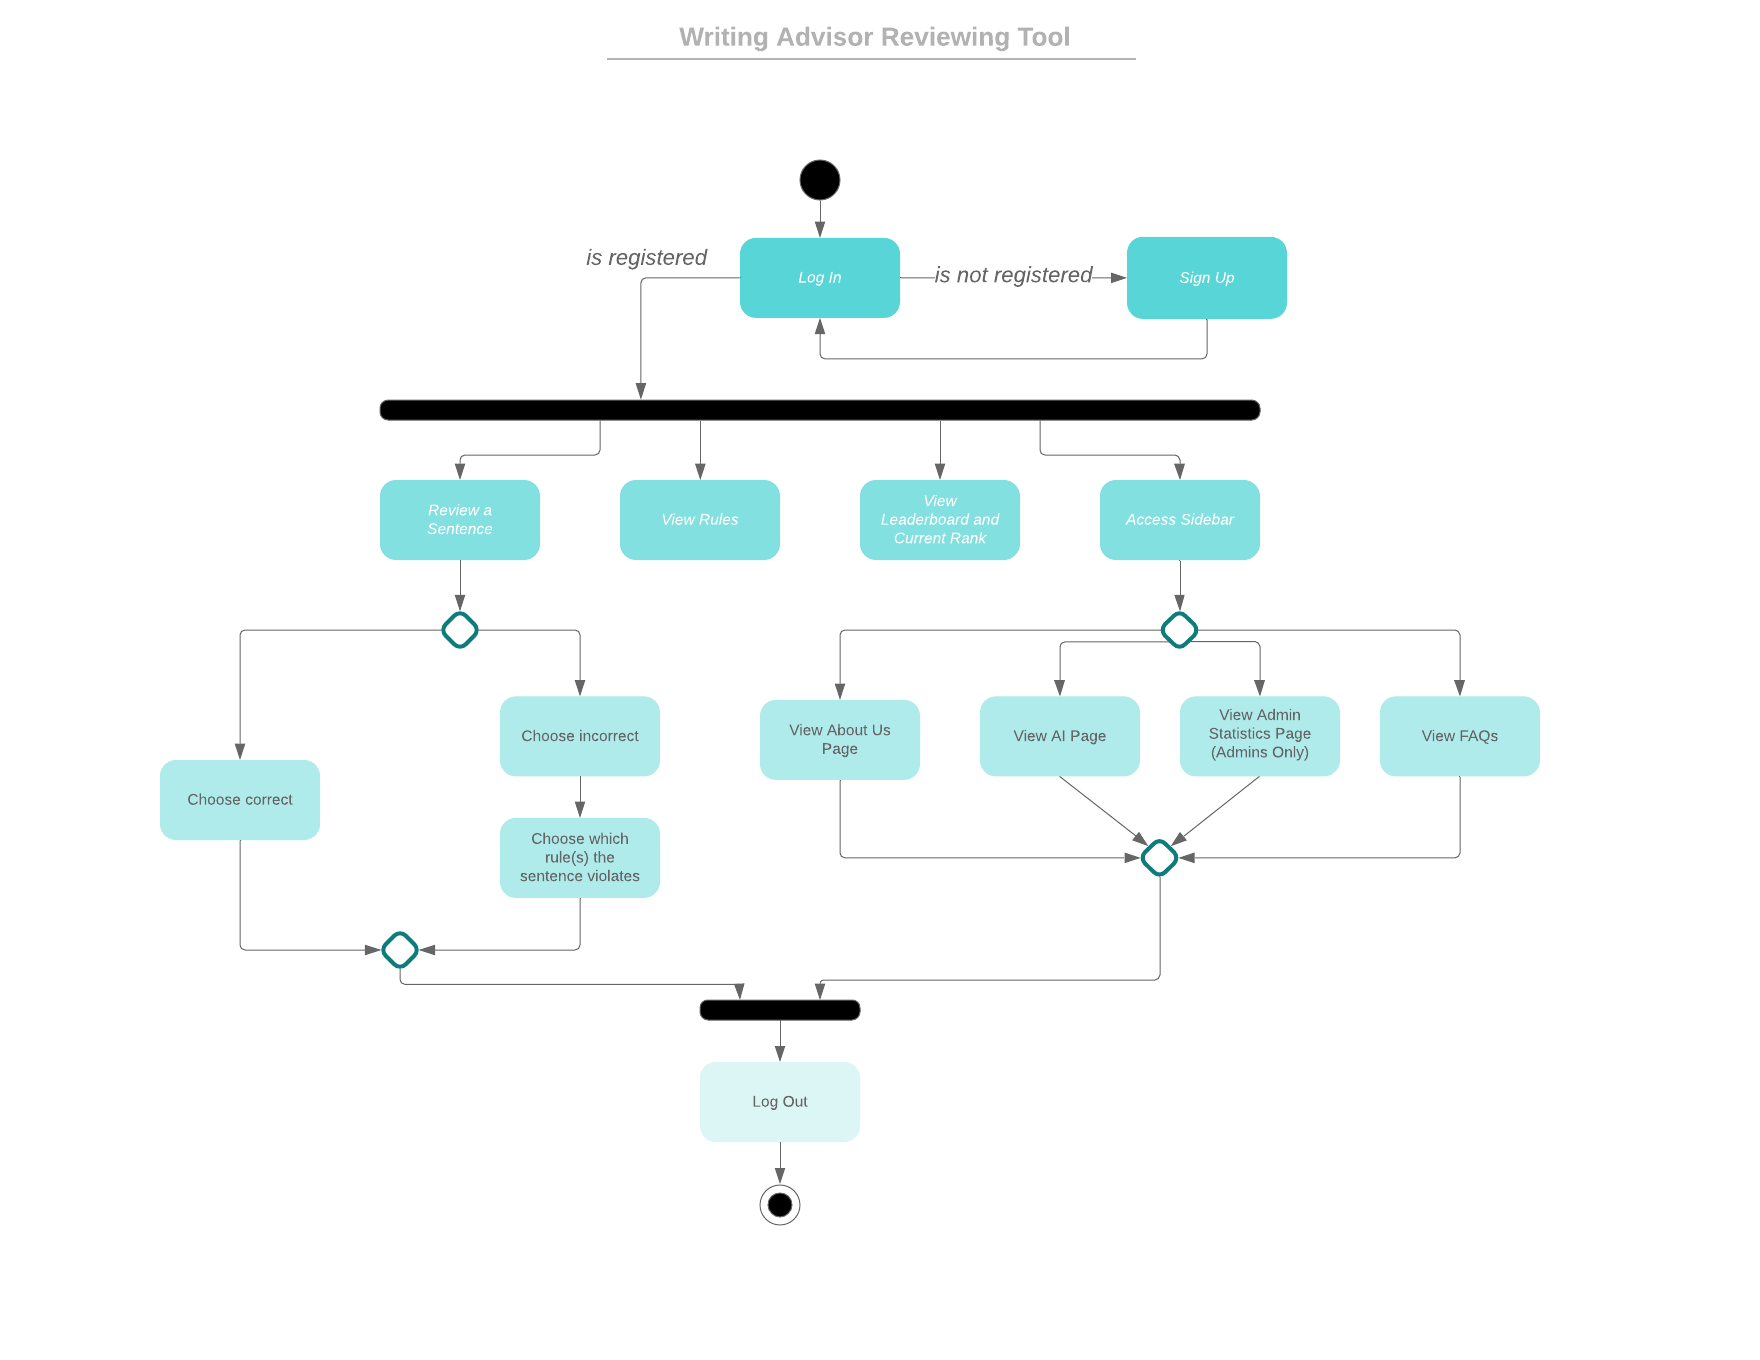 Writing Advisor Reviewing Tool
is registered
Log In
is not registered
Sign Up
Review a
Sentence
View Rules
View
Leaderboard and
Current Rank
Access Sidebar
Choose correct
Choose incorrect
Choose which
rule(s) the
sentence violates
View About Us
Page
View AI Page
View Admin
Statistics Page
(Admins Only)
View FAQs
Log Out